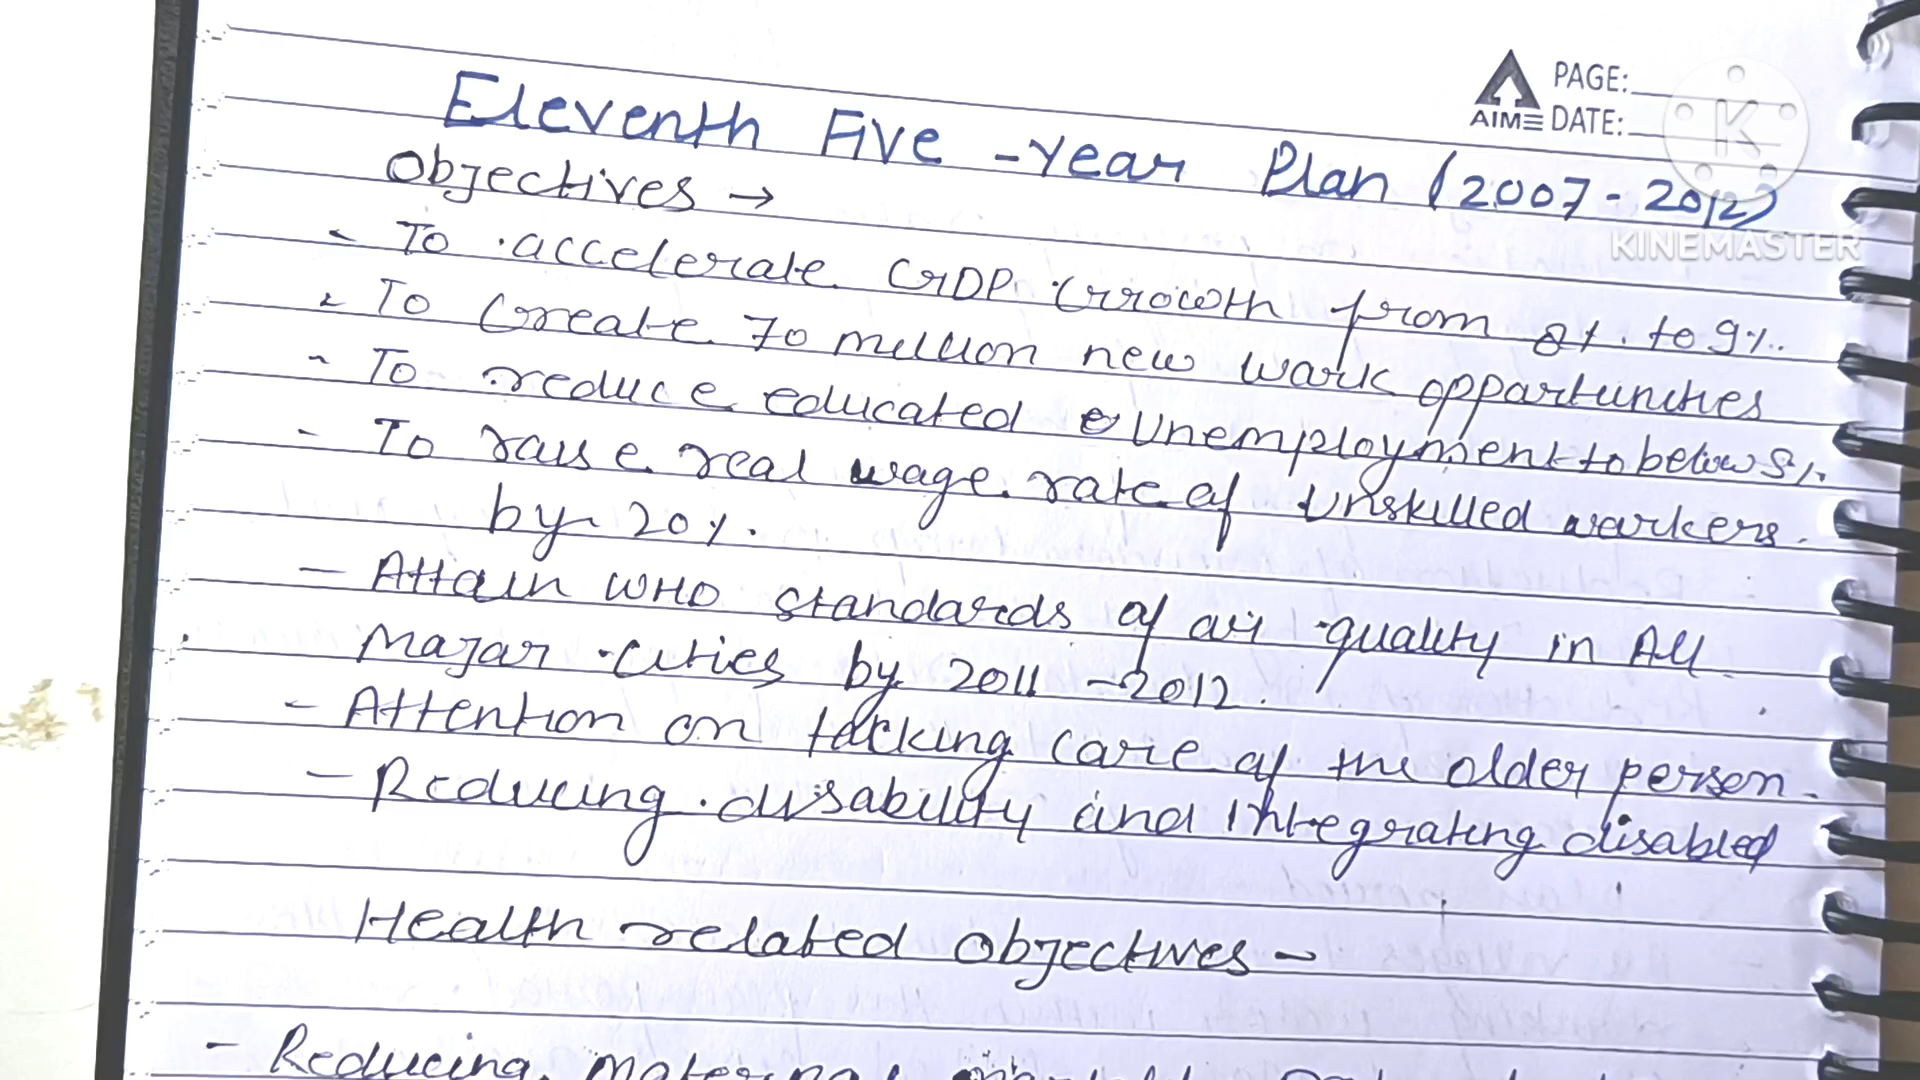 AIM PAGE:
DATE:
K
KINEMASTER
Eleventh Five -Year Plan (2007-2012)
Objectives →
- To accelerate GDP Growth from 8%. to 9%.
- To Create 70 million new work opportunities
- To reduce educated Unemployment to below 5%.
- To raise real wage rate of Unskilled workers.
by 20%.
- Attain WHO standards of air quality in All
Major cities by 2011-2012.
- Attention on tacking care of the older person.
- Reducing disability and Integrating disabled
Health related objectives -
- Reducing maternal